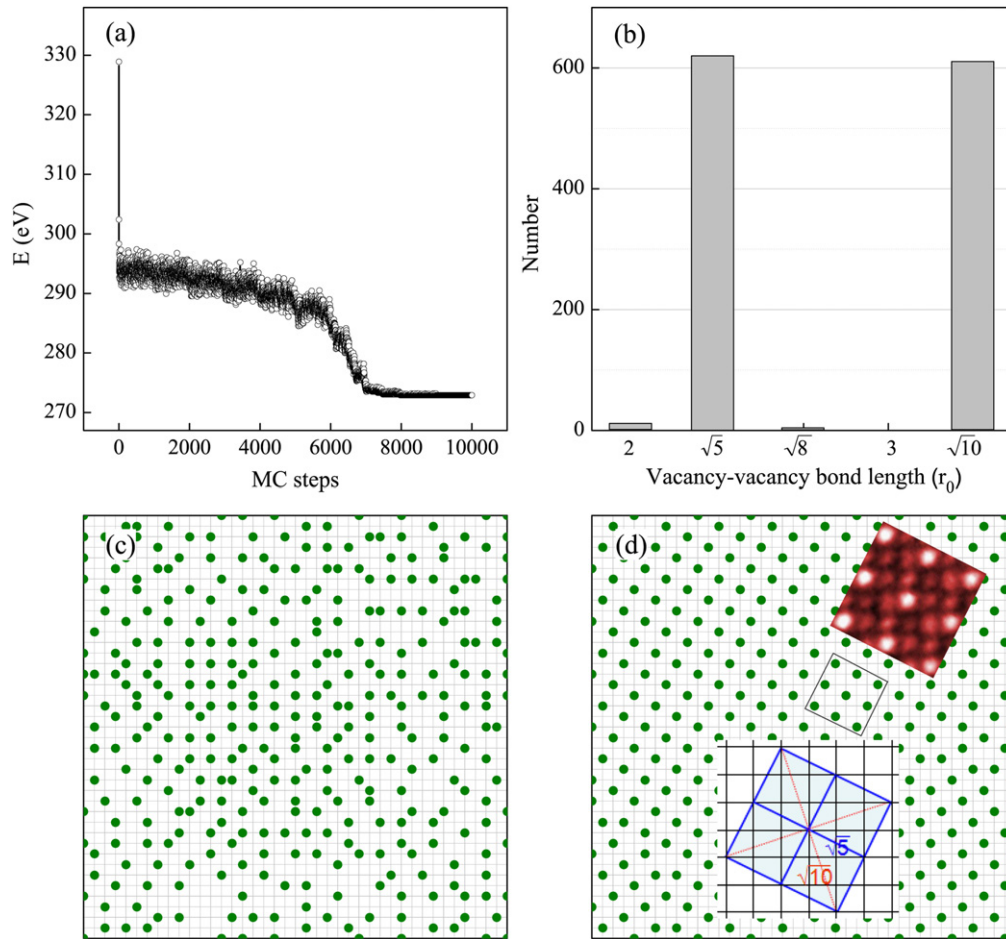 (a)
330
320
310
300
290
280
270
E (eV)
0 2000 4000 6000 8000 10000
MC steps
(b)
600
400
200
0
Number
2 √5 √8 3 √10
Vacancy-vacancy bond length (r₀)
(c)
(d)
√5
√10